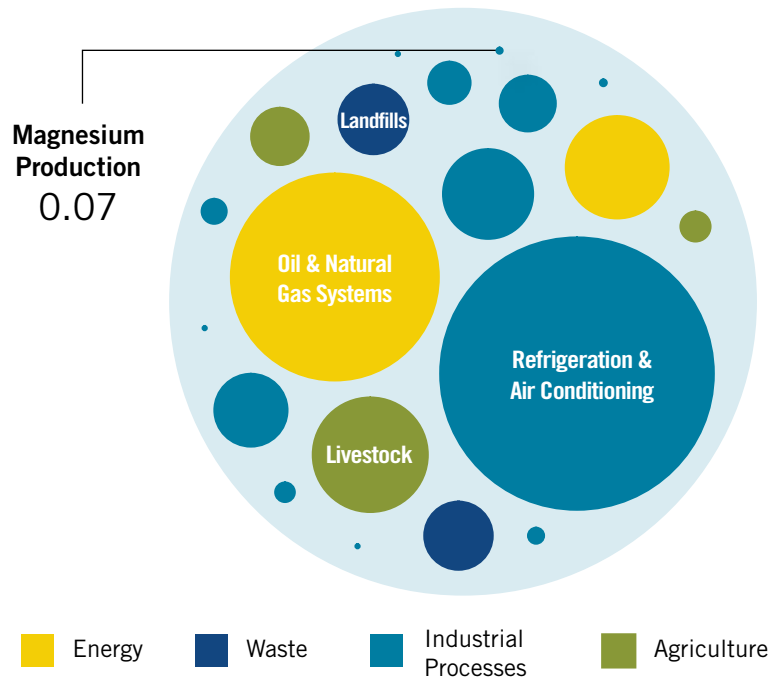 Magnesium
Production
0.07
Landfills
Oil & Natural
Gas Systems
Refrigeration &
Air Conditioning
Livestock
Energy
Waste
Industrial
Processes
Agriculture